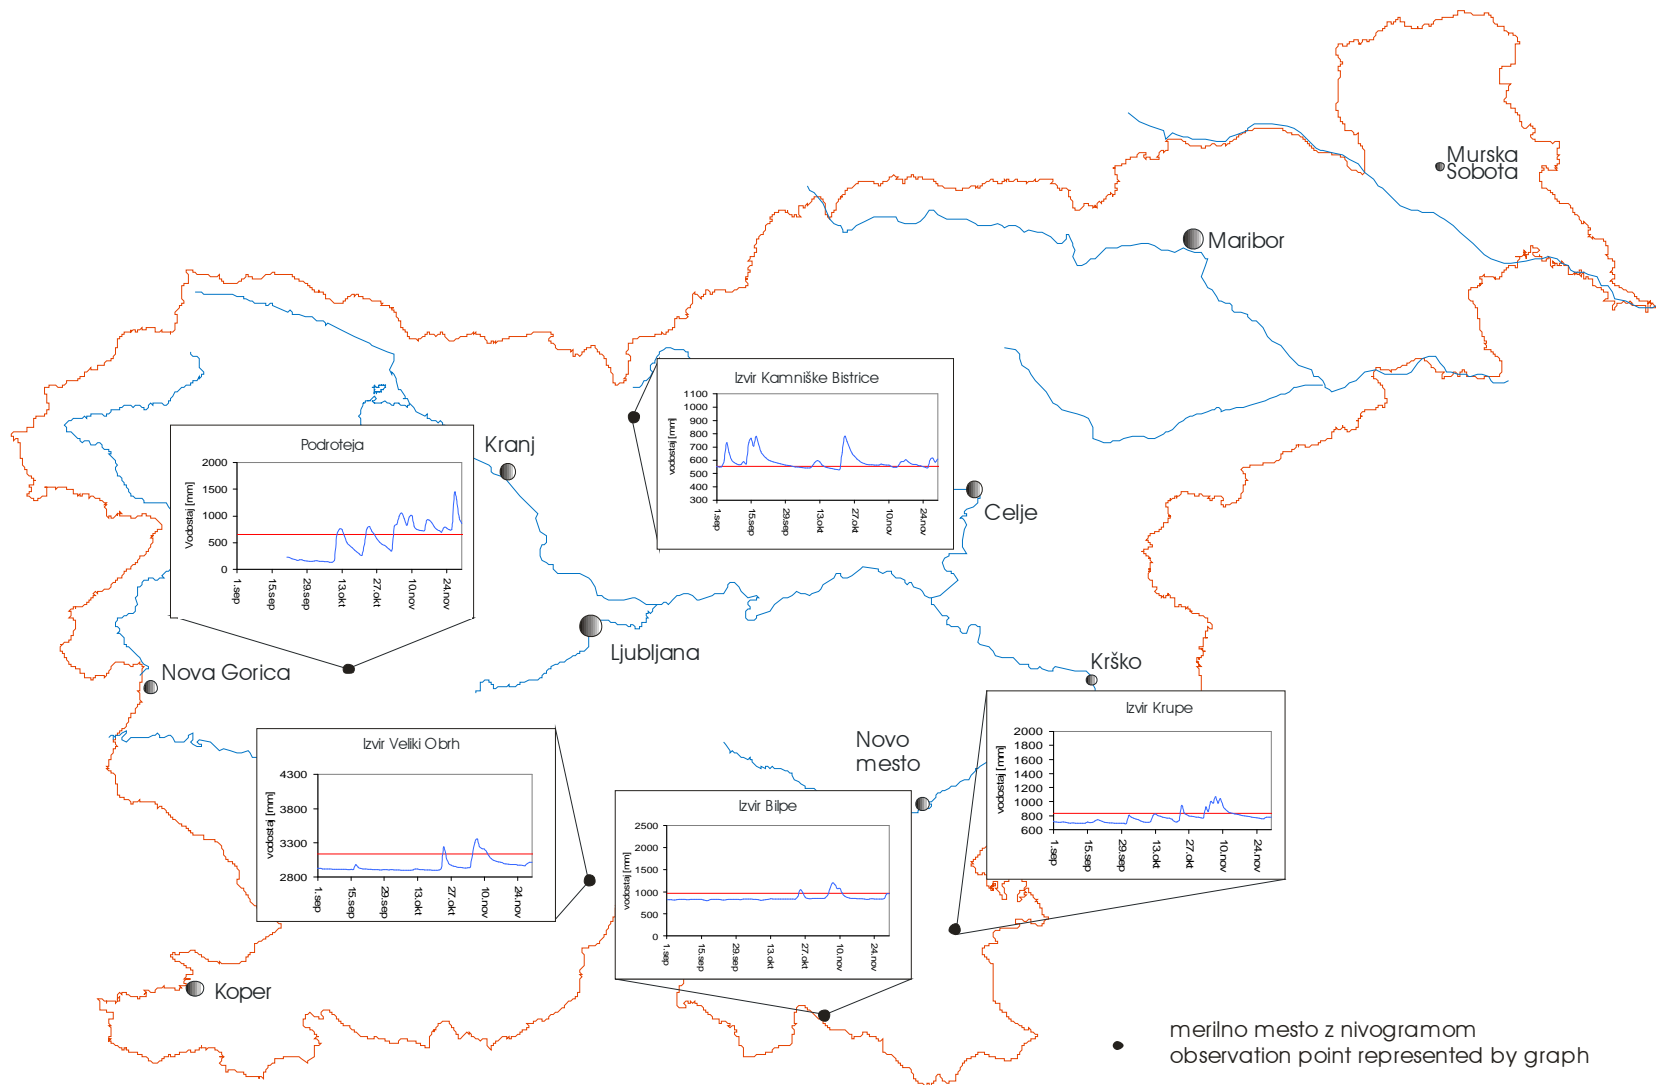 Murska
Sobota
Maribor
Izvir Kamniške Bistrice
vodostaj [mm]
1100
1000
900
800
700
600
500
400
300
1.sep
15.sep
29.sep
13.okt
27.okt
10.nov
24.nov
Kranj
Celje
Podroteja
Vodostaj [mm]
2000
1500
1000
500
0
1.sep
15.sep
29.sep
13.okt
27.okt
10.nov
24.nov
Ljubljana
Nova Gorica
Krško
Izvir Krupe
vodostaj [mm]
2000
1800
1600
1400
1200
1000
800
600
1.sep
15.sep
29.sep
13.okt
27.okt
10.nov
24.nov
Izvir Veliki Obrh
vodostaj [mm]
4300
3800
3300
2800
1.sep
15.sep
29.sep
13.okt
27.okt
10.nov
24.nov
Novo
mesto
Izvir Bilpe
vodostaj [mm]
2500
2000
1500
1000
500
0
1.sep
15.sep
29.sep
13.okt
27.okt
10.nov
24.nov
Koper
merilno mesto z nivogramom
observation point represented by graph